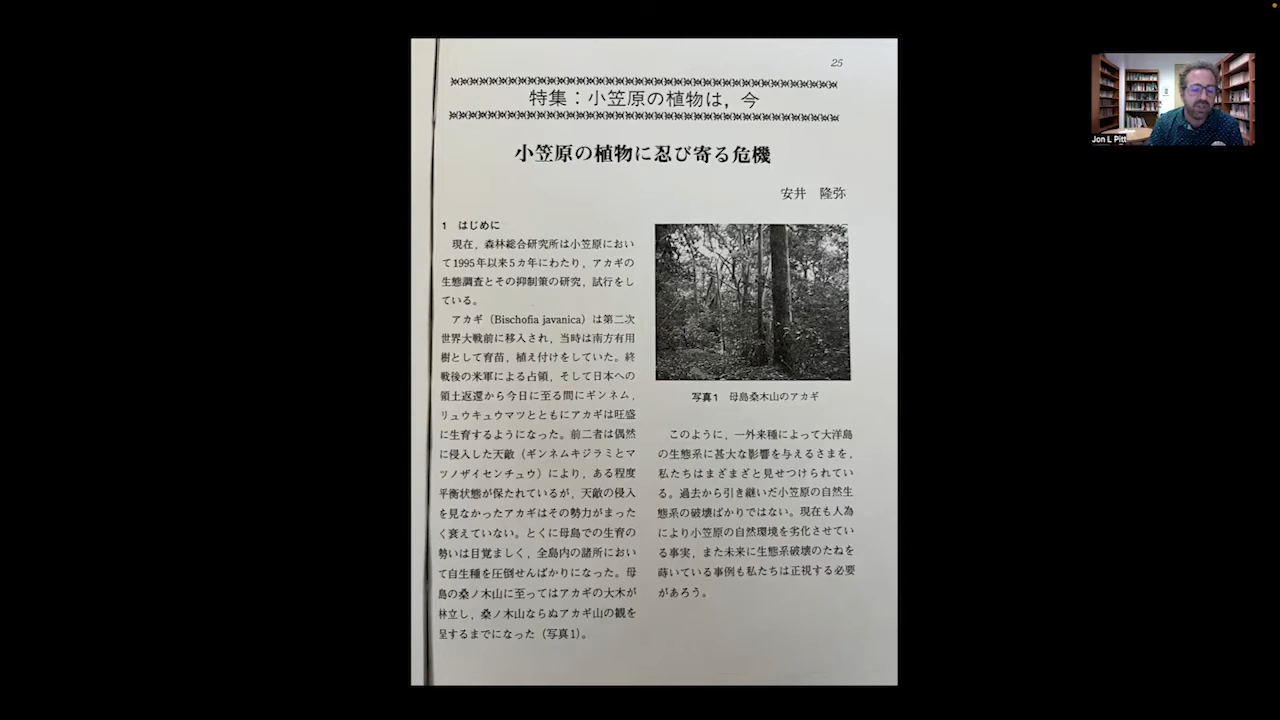 25
特集：小笠原の植物は，今
小笠原の植物に忍び寄る危機
安井　隆弥
1　はじめに
現在，森林総合研究所は小笠原におい
て1995年以来5カ年にわたり，アカギの
生態調査とその抑制策の研究，試行をし
ている。
アカギ（Bischofia javanica）は第二次
世界大戦前に移入され，当時は南方有用
樹として育苗，植え付けをしていた。終
戦後の米軍による占領，そして日本への
領土返還から今日に至る間にギンネム，
リュウキュウマツとともにアカギは旺盛
に生育するようになった。前二者は偶然
に侵入した天敵（ギンネムキジラミとマ
ツノザイセンチュウ）により，ある程度
平衡状態が保たれているが，天敵の侵入
を見なかったアカギはその勢力がまった
く衰えていない。とくに母島での生育の
勢いは目覚ましく，全島内の諸所におい
て自生種を圧倒せんばかりになった。母
島の桑ノ木山に至ってはアカギの大木が
林立し，桑ノ木山ならぬアカギ山の観を
呈するまでになった（写真1）。
写真1　母島桑木山のアカギ
このように，一外来種によって大洋島
の生態系に甚大な影響を与えるさまを，
私たちはまざまざと見せつけられてい
る。過去から引き継いだ小笠原の自然生
態系の破壊ばかりではない。現在も人為
により小笠原の自然環境を劣化させてい
る事実，また未来に生態系破壊のたねを
蒔いている事例も私たちは正視する必要
があろう。
Jon L Pitt